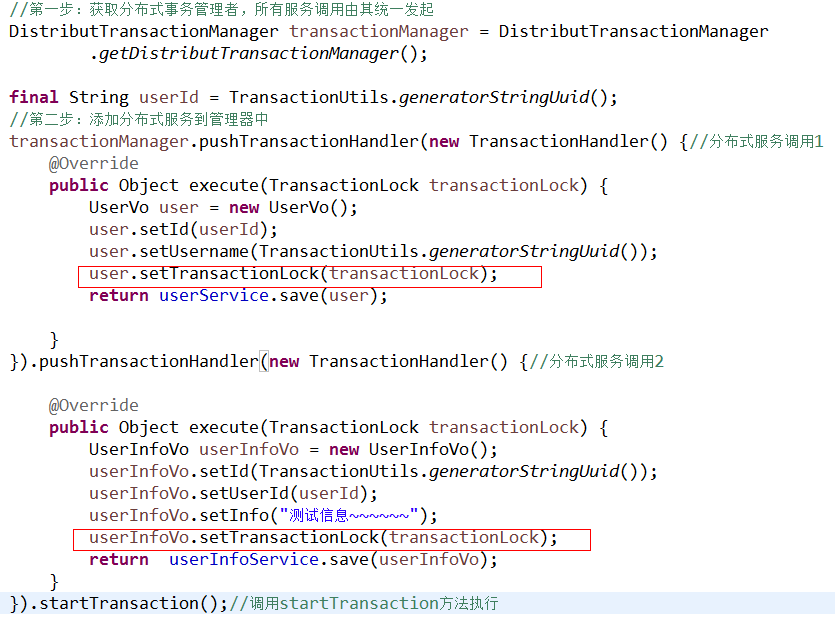 //第一步：获取分布式事务管理者，所有服务调用由其统一发起
DistributTransactionManager transactionManager = DistributTransactionManager
        .getDistributTransactionManager();
final String userId = TransactionUtils.generatorStringUuid();
//第二步：添加分布式服务到管理器中
transactionManager.pushTransactionHandler(new TransactionHandler() {//分布式服务调用1
    @Override
    public Object execute(TransactionLock transactionLock) {
        UserVo user = new UserVo();
        user.setId(userId);
        user.setUsername(TransactionUtils.generatorStringUuid());
        user.setTransactionLock(transactionLock);
        return userService.save(user);
    }
}).pushTransactionHandler(new TransactionHandler() {//分布式服务调用2
    @Override
    public Object execute(TransactionLock transactionLock) {
        UserInfoVo userInfoVo = new UserInfoVo();
        userInfoVo.setId(TransactionUtils.generatorStringUuid());
        userInfoVo.setUserId(userId);
        userInfoVo.setInfo("测试信息~~~~~~");
        userInfoVo.setTransactionLock(transactionLock);
        return  userInfoService.save(userInfoVo);
    }
}).startTransaction();//调用startTransaction方法执行